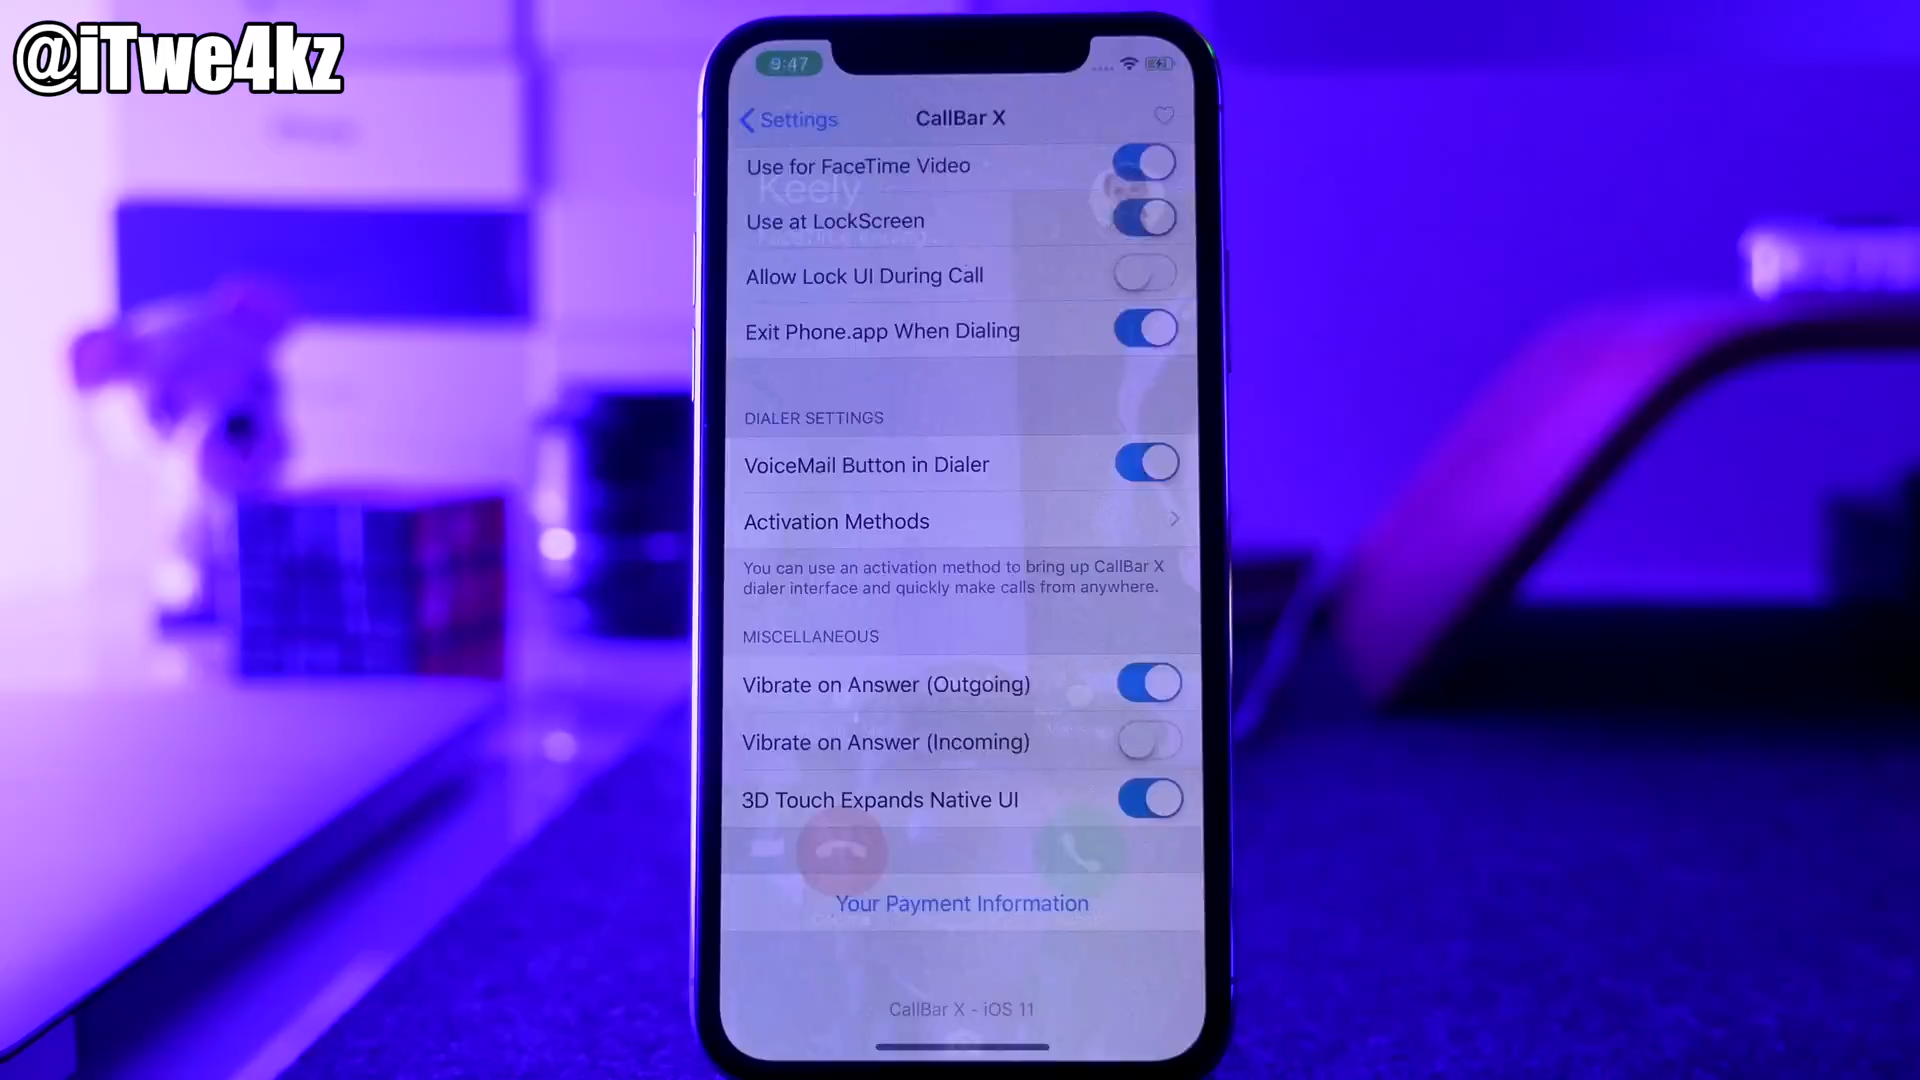 @iTwe4kz
9:47
Settings
CallBar X
Use for FaceTime Video
Keely
Use at LockScreen
Allow Lock UI During Call
Exit Phone.app When Dialing
DIALER SETTINGS
VoiceMail Button in Dialer
Activation Methods
You can use an activation method to bring up CallBar X
dialer interface and quickly make calls from anywhere.
MISCELLANEOUS
Vibrate on Answer (Outgoing)
Vibrate on Answer (Incoming)
3D Touch Expands Native UI
Your Payment Information
CallBar X - iOS 11